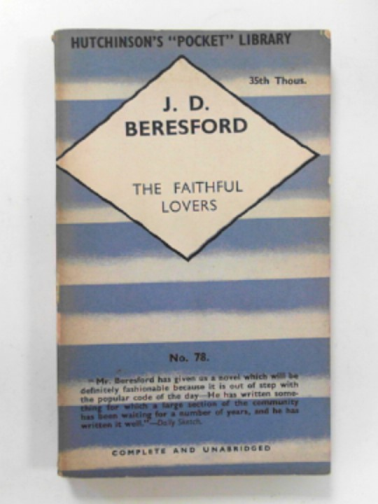 HUTCHINSON'S "POCKET" LIBRARY
35th Thous.
J. D.
BERESFORD
THE FAITHFUL
LOVERS
No. 78.
"Mr. Beresford has given us a novel which will be
definitely fashionable because it is out of step with
the popular code of the day—He has written some-
thing for which a large section of the community
has been waiting for a number of years, and he has
written it well."—Daily Sketch.
COMPLETE AND UNABRIDGED